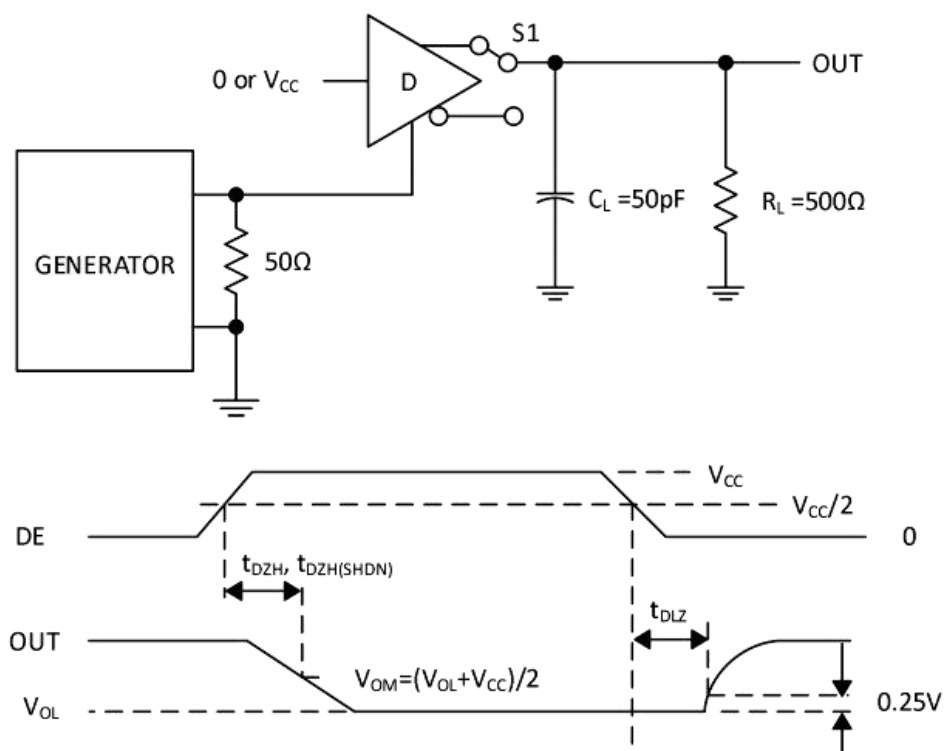 S1
0 or V_CC
D
OUT
C_L =50pF
R_L =500Ω
GENERATOR
50Ω
V_CC
V_CC/2
DE
0
t_DZH, t_DZH(SHDN)
t_DLZ
OUT
V_OM=(V_OL+V_CC)/2
V_OL
0.25V